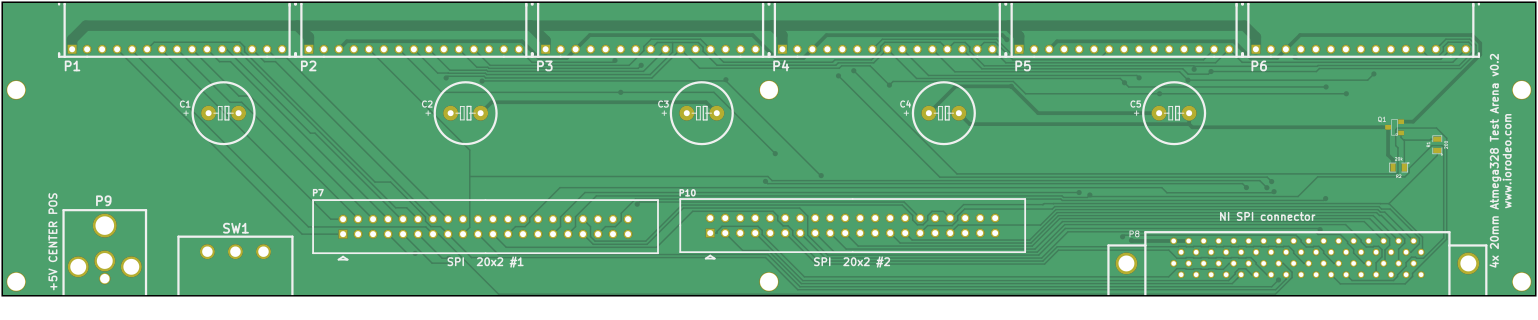 P1
P2
P3
P4
P5
P6
C1
+
C2
+
C3
+
C4
+
C5
+
Q1
R1
20k
R2
4x 20mm Atmega328 Test Arena v0.2
www.iorodeo.com
P9
+5V CENTER POS
SW1
P7
SPI 20x2 #1
P10
SPI 20x2 #2
NI SPI connector
P8